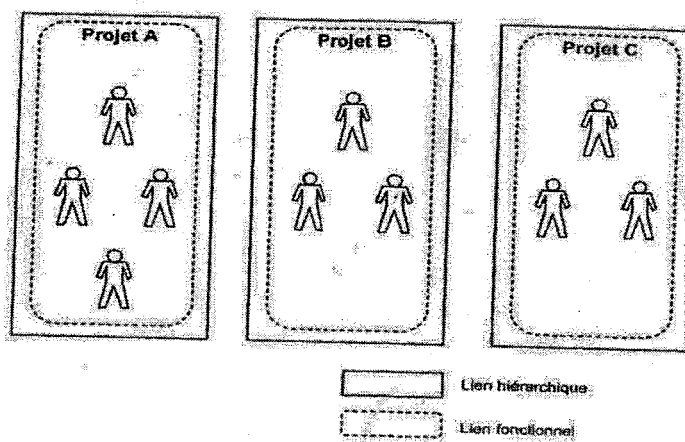 Projet A
Projet B
Projet C
Lien hiérarchique
Lien fonctionnel